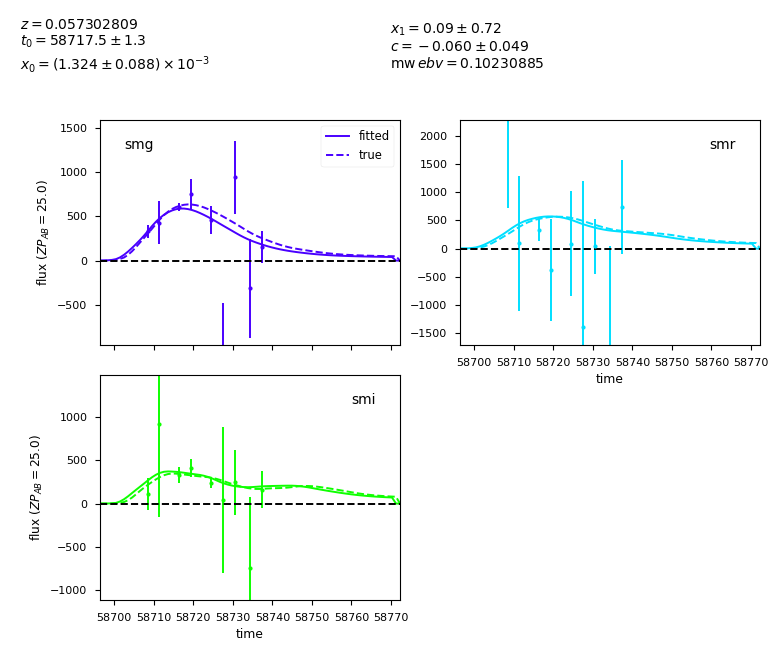 z = 0.057302809
t₀ = 58717.5 ± 1.3
x₀ = (1.324 ± 0.088) × 10⁻³
x₁ = 0.09 ± 0.72
c = −0.060 ± 0.049
mw ebv = 0.10230885
smg
fitted
true
1500
1000
500
0
−500
flux (ZP_AB = 25.0)
smr
2000
1500
1000
500
0
−500
−1000
−1500
58700 58710 58720 58730 58740 58750 58760 58770
time
smi
1000
500
0
−500
−1000
flux (ZP_AB = 25.0)
58700 58710 58720 58730 58740 58750 58760 58770
time